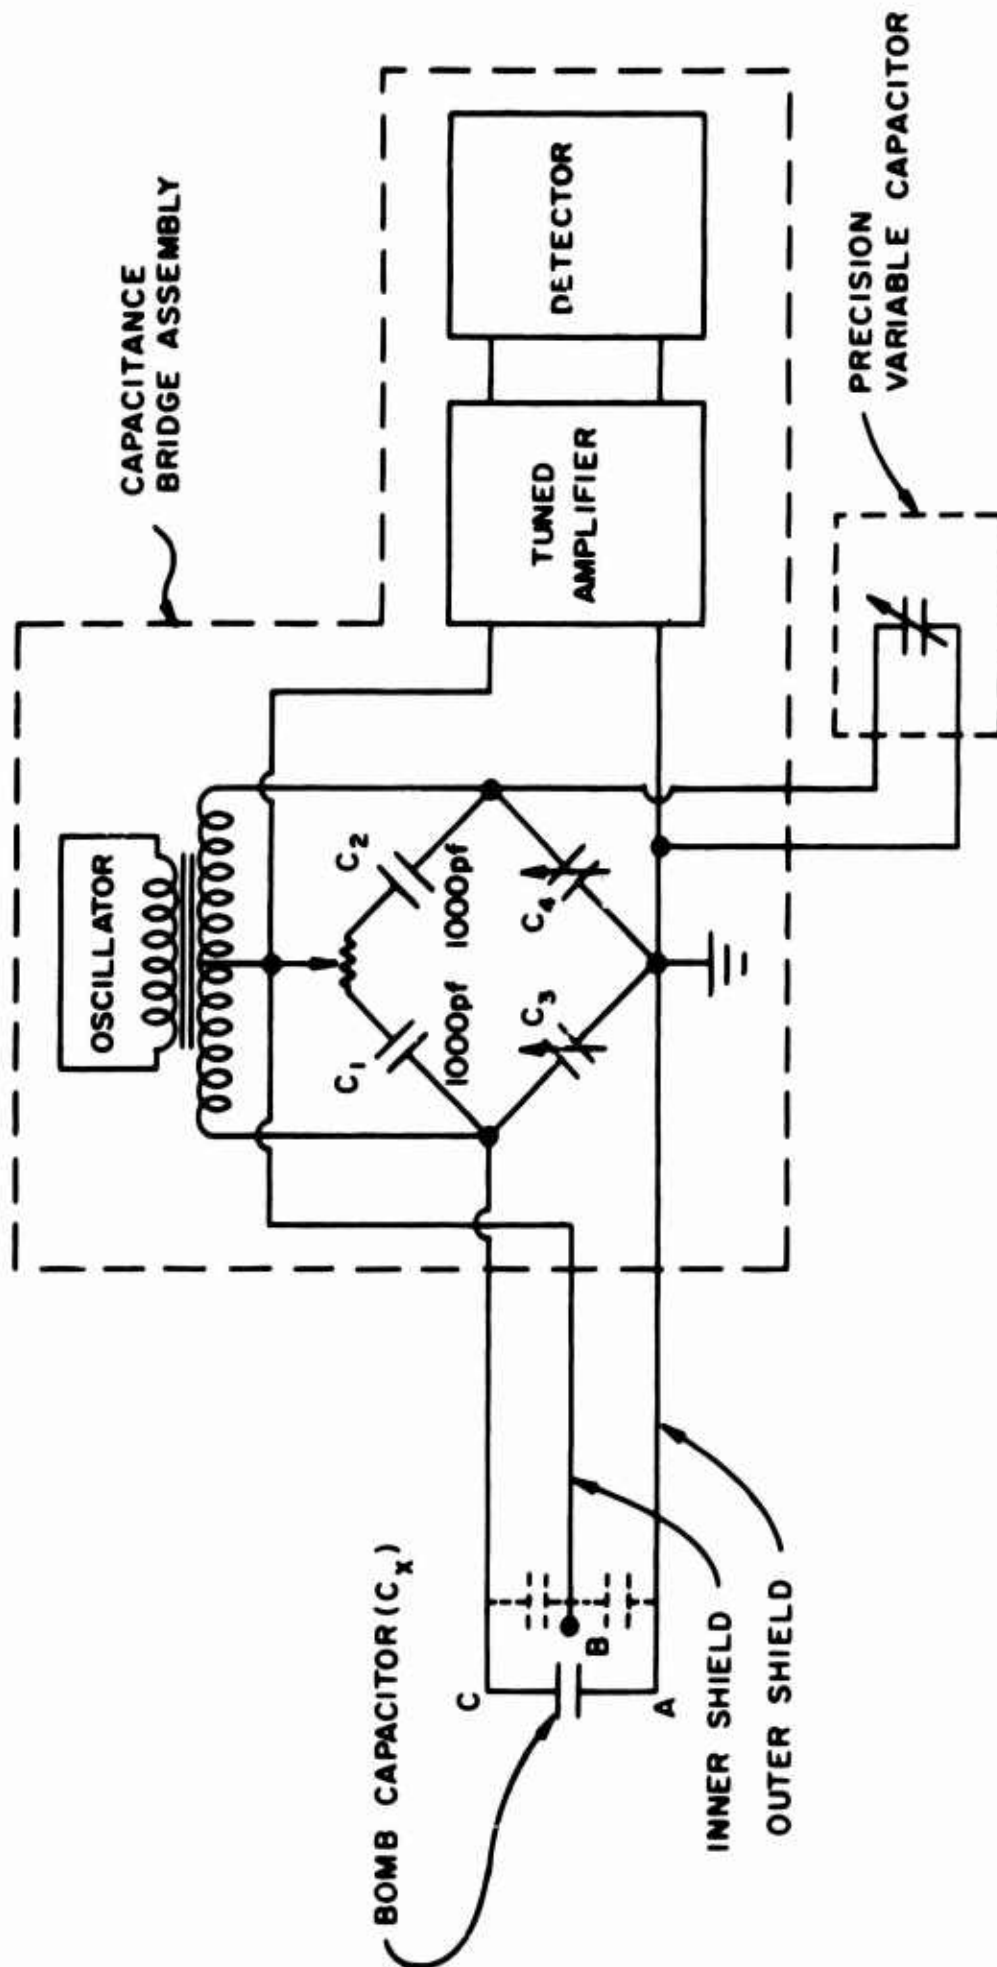 CAPACITANCE
BRIDGE ASSEMBLY
OSCILLATOR
BOMB CAPACITOR (Cx)
C
B
A
C1
1000pf
C2
1000pf
C3
C4
TUNED
AMPLIFIER
DETECTOR
INNER SHIELD
OUTER SHIELD
PRECISION
VARIABLE CAPACITOR